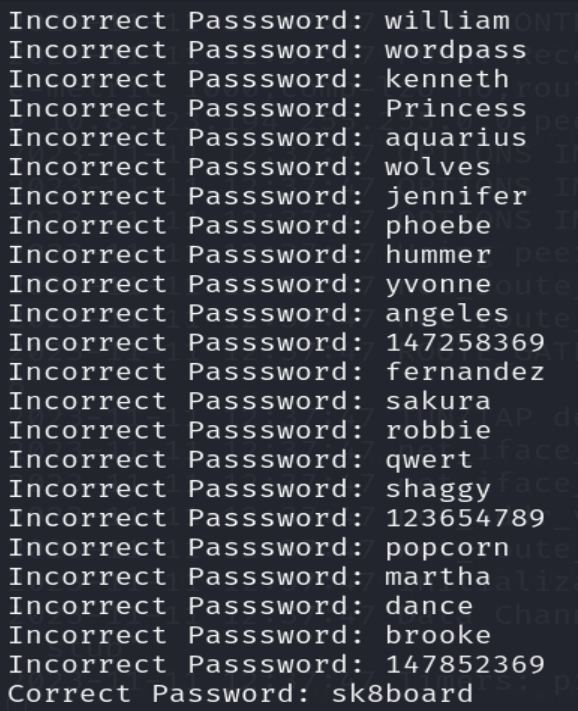 Incorrect Passsword: william
Incorrect Passsword: wordpass
Incorrect Passsword: kenneth
Incorrect Passsword: Princess
Incorrect Passsword: aquarius
Incorrect Passsword: wolves
Incorrect Passsword: jennifer
Incorrect Passsword: phoebe
Incorrect Passsword: hummer
Incorrect Passsword: yvonne
Incorrect Passsword: angeles
Incorrect Passsword: 147258369
Incorrect Passsword: fernandez
Incorrect Passsword: sakura
Incorrect Passsword: robbie
Incorrect Passsword: qwert
Incorrect Passsword: shaggy
Incorrect Passsword: 123654789
Incorrect Passsword: popcorn
Incorrect Passsword: martha
Incorrect Passsword: dance
Incorrect Passsword: brooke
Incorrect Passsword: 147852369
Correct Password: sk8board